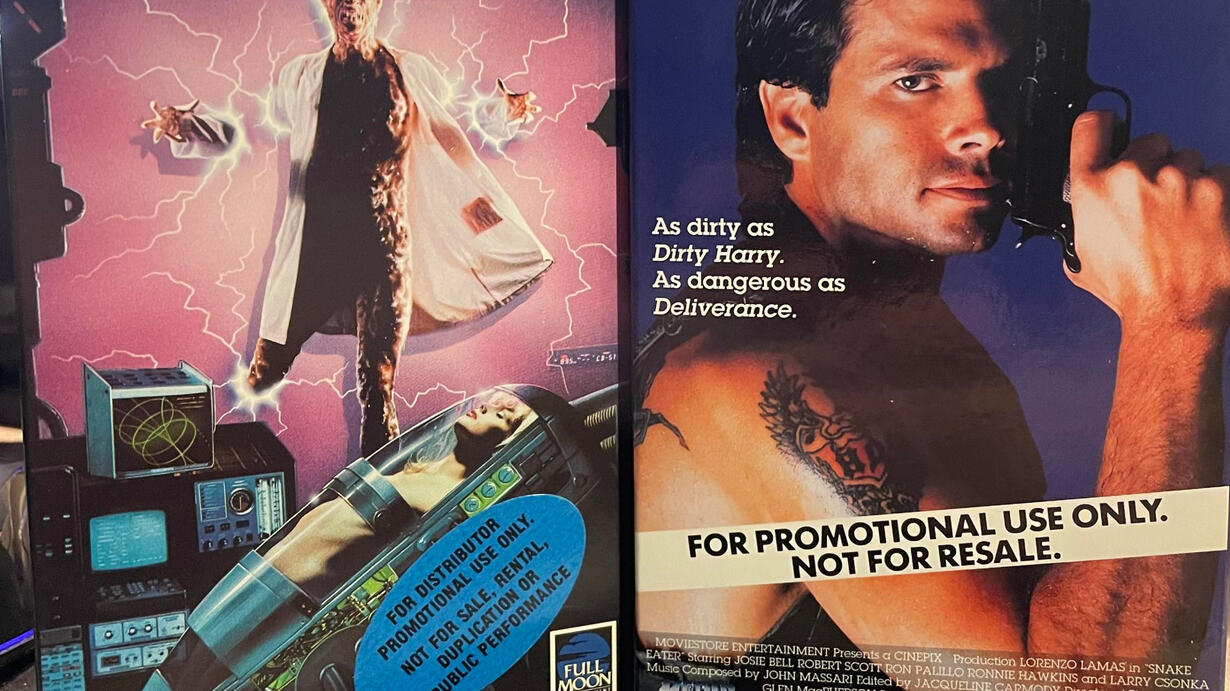 FOR DISTRIBUTOR
PROMOTIONAL USE ONLY.
NOT FOR SALE, RENTAL,
DUPLICATION OR
PUBLIC PERFORMANCE
FULL
MOON
As dirty as
Dirty Harry.
As dangerous as
Deliverance.
FOR PROMOTIONAL USE ONLY.
NOT FOR RESALE.
MOVIESTORE ENTERTAINMENT Presents a CINEPIX Production LORENZO LAMAS in "SNAKE
EATER" Starring JOSIE BELL ROBERT SCOTT RON PALILLO RONNIE HAWKINS and LARRY CSONKA
Music Composed by JOHN MASSARI Edited by JACQUELINE CARMODY